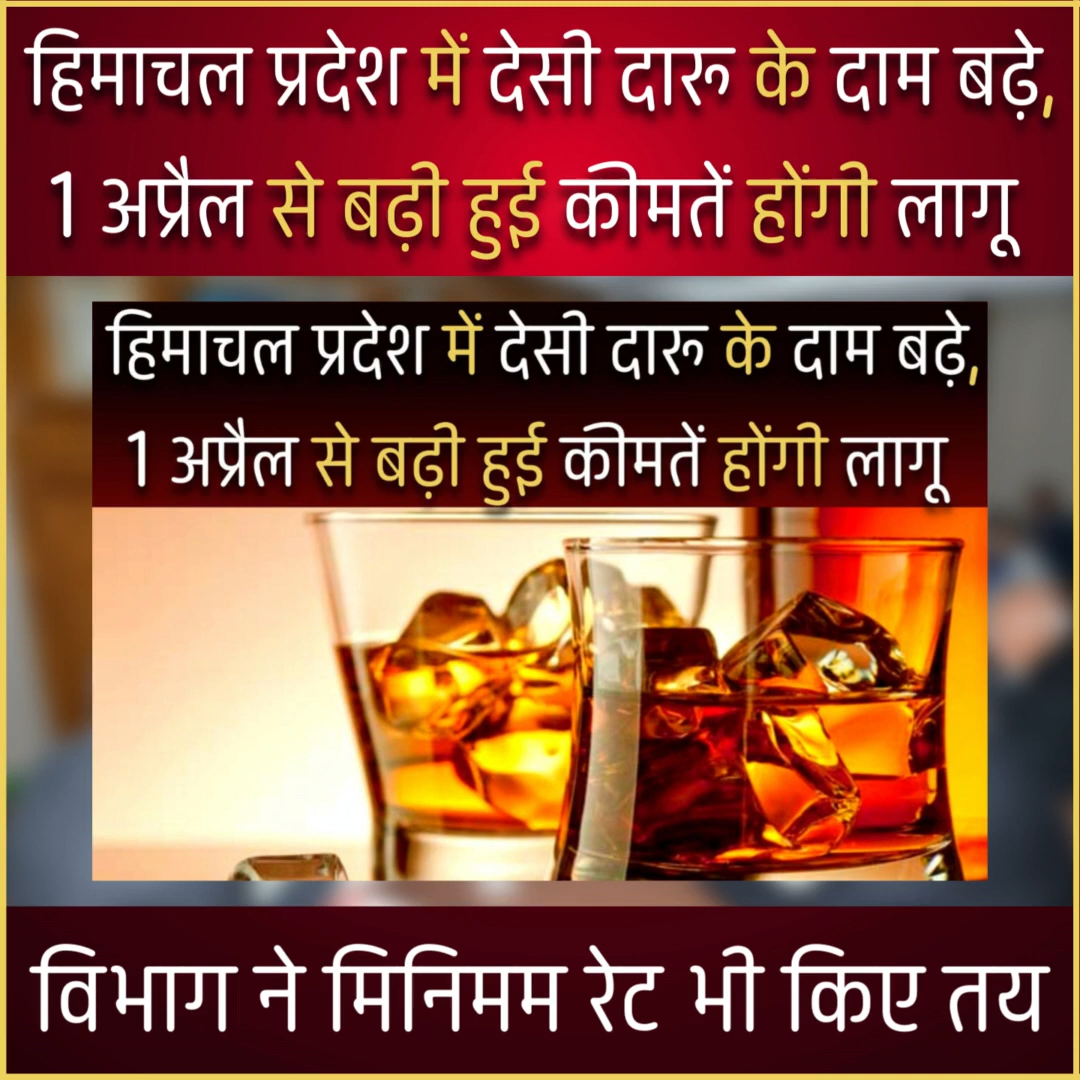 हिमाचल प्रदेश में देसी दारू के दाम बढ़े,
1 अप्रैल से बढ़ी हुई कीमतें होंगी लागू
हिमाचल प्रदेश में देसी दारू के दाम बढ़े,
1 अप्रैल से बढ़ी हुई कीमतें होंगी लागू
विभाग ने मिनिमम रेट भी किए तय